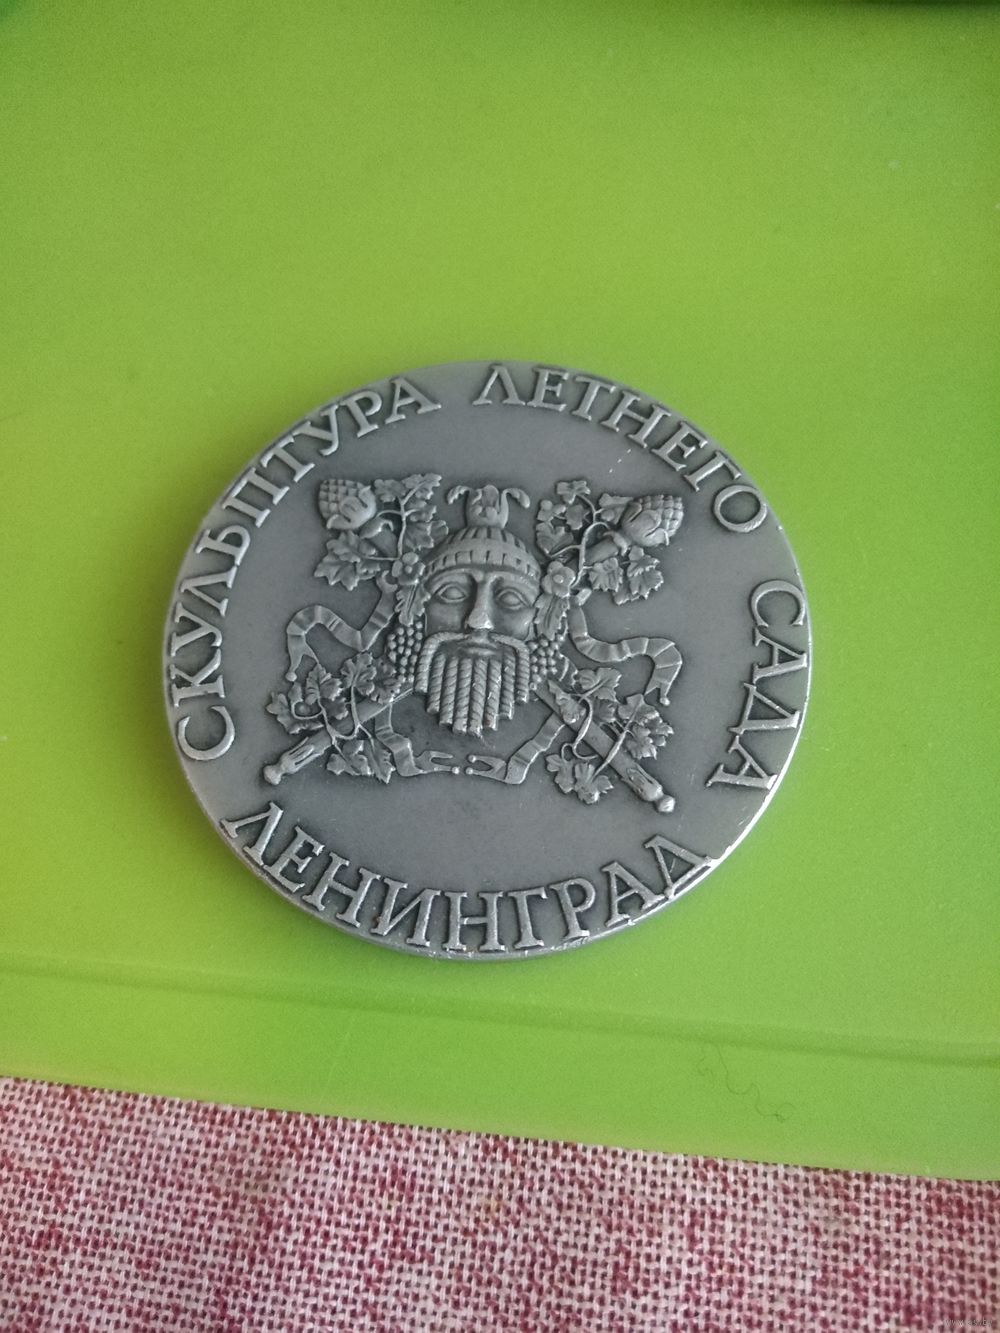 СКУЛЬПТУРА ЛЕТНЕГО САДА
ЛЕНИНГРАД